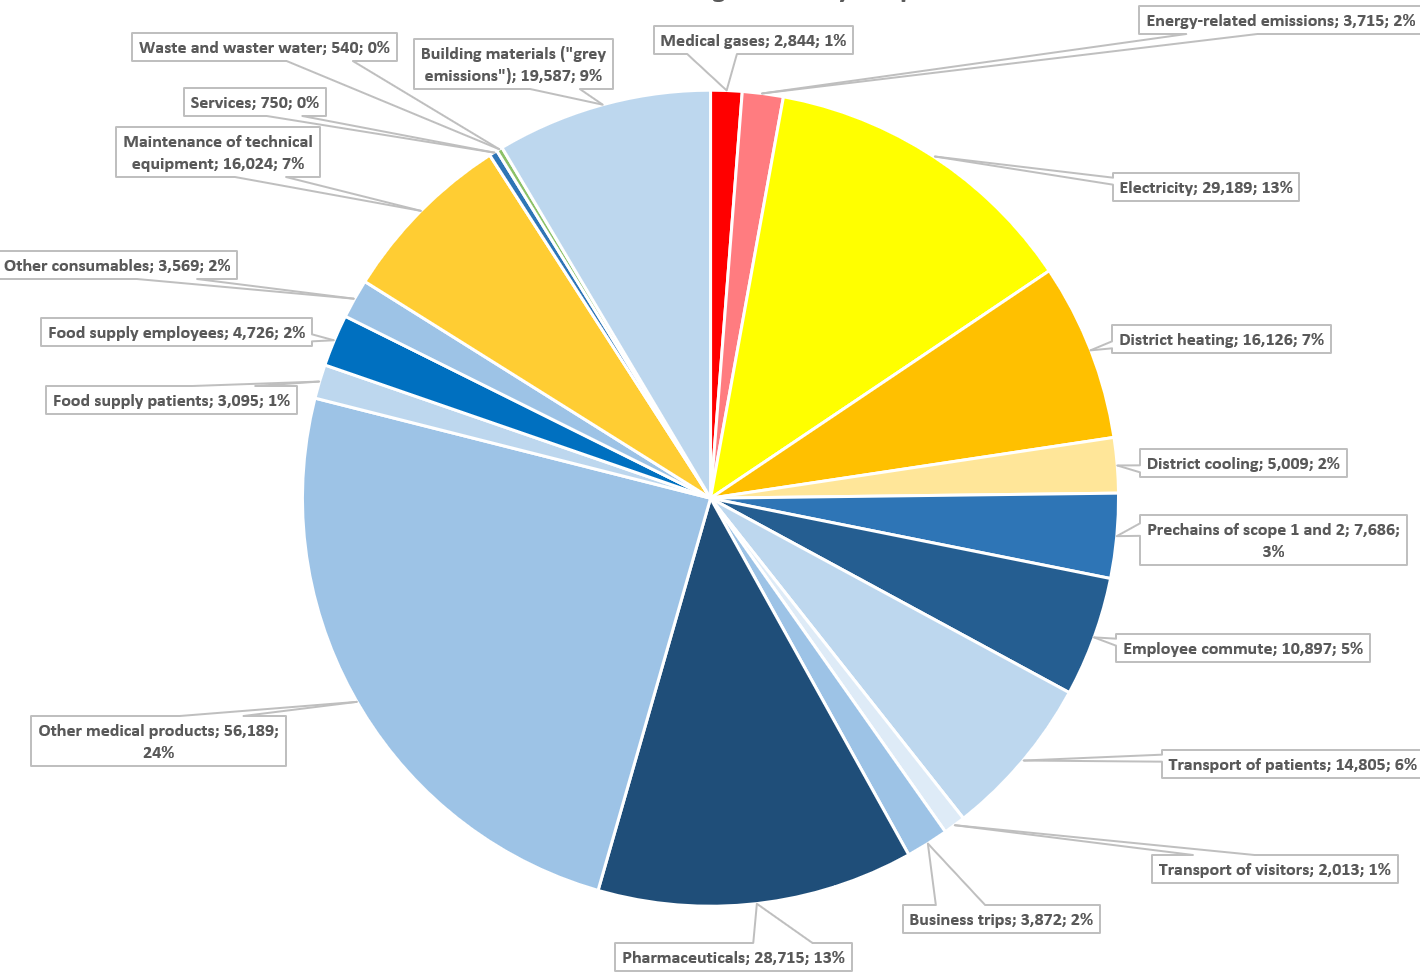 Medical gases; 2,844; 1%
Energy-related emissions; 3,715; 2%
Electricity; 29,189; 13%
District heating; 16,126; 7%
District cooling; 5,009; 2%
Prechains of scope 1 and 2; 7,686;
3%
Employee commute; 10,897; 5%
Transport of patients; 14,805; 6%
Transport of visitors; 2,013; 1%
Business trips; 3,872; 2%
Pharmaceuticals; 28,715; 13%
Other medical products; 56,189;
24%
Food supply patients; 3,095; 1%
Food supply employees; 4,726; 2%
Other consumables; 3,569; 2%
Maintenance of technical
equipment; 16,024; 7%
Services; 750; 0%
Waste and waster water; 540; 0%
Building materials ("grey
emissions"); 19,587; 9%